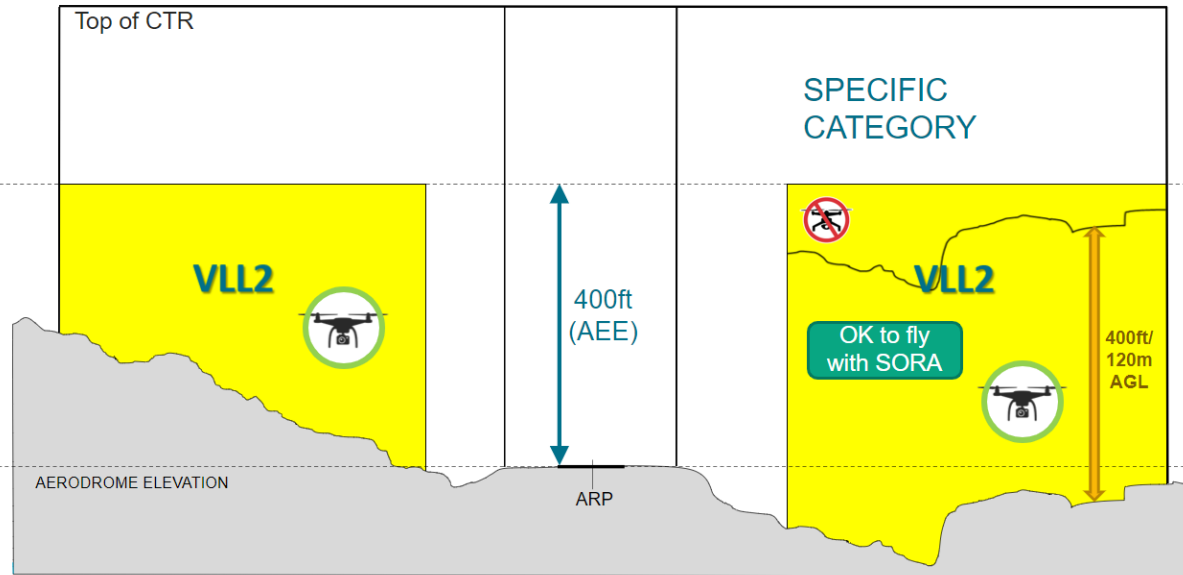 Top of CTR
SPECIFIC
CATEGORY
VLL2
400ft
(AEE)
VLL2
OK to fly
with SORA
400ft/
120m
AGL
AERODROME ELEVATION
ARP